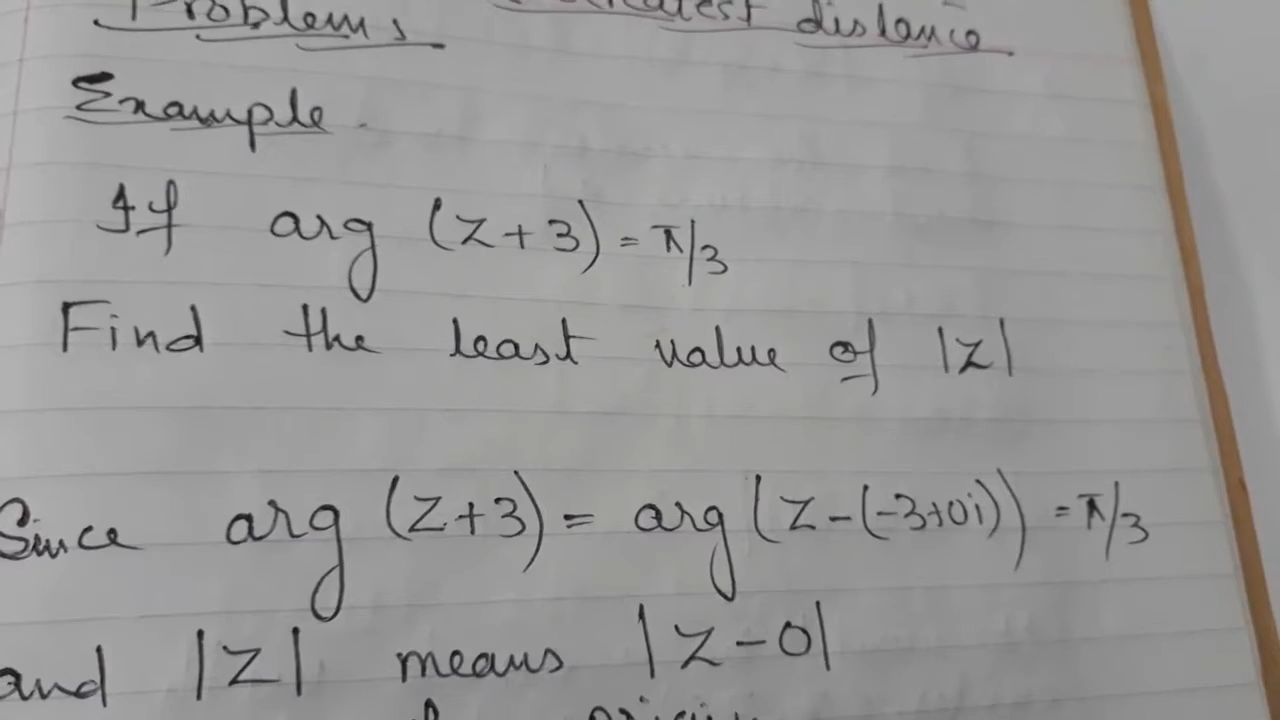 Problems distance
Example.
If arg (z+3) = π/3
Find the least value of |z|
Since arg (z+3) = arg (z-(-3+0i)) = π/3
and |z| means |z-0|